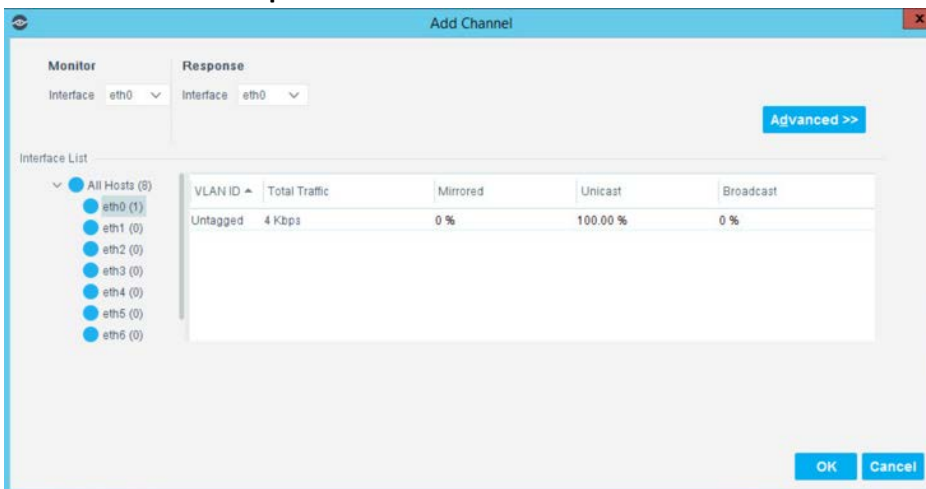 Add Channel
x
Monitor Response
Interface eth0 Interface eth0
Advanced >>
Interface List
All Hosts (8)
eth0 (1)
eth1 (0)
eth2 (0)
eth3 (0)
eth4 (0)
eth5 (0)
eth6 (0)
VLAN ID Total Traffic Mirrored Unicast Broadcast
Untagged 4 Kbps 0 % 100.00 % 0 %
OK Cancel